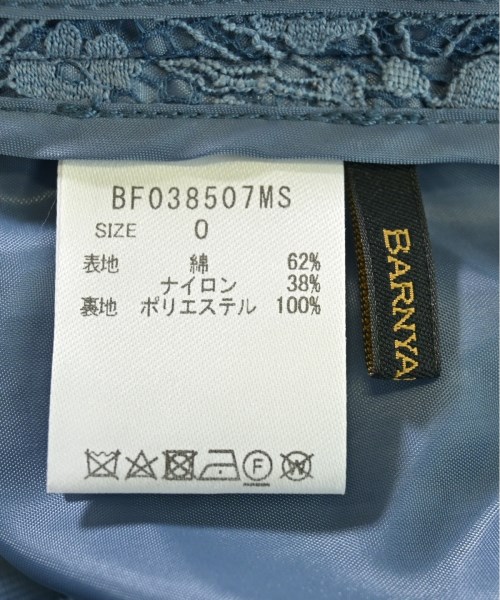 BF038507MS
SIZE 0
表地 綿 62%
ナイロン 38%
裏地 ポリエステル 100%
F
W
BARNYA